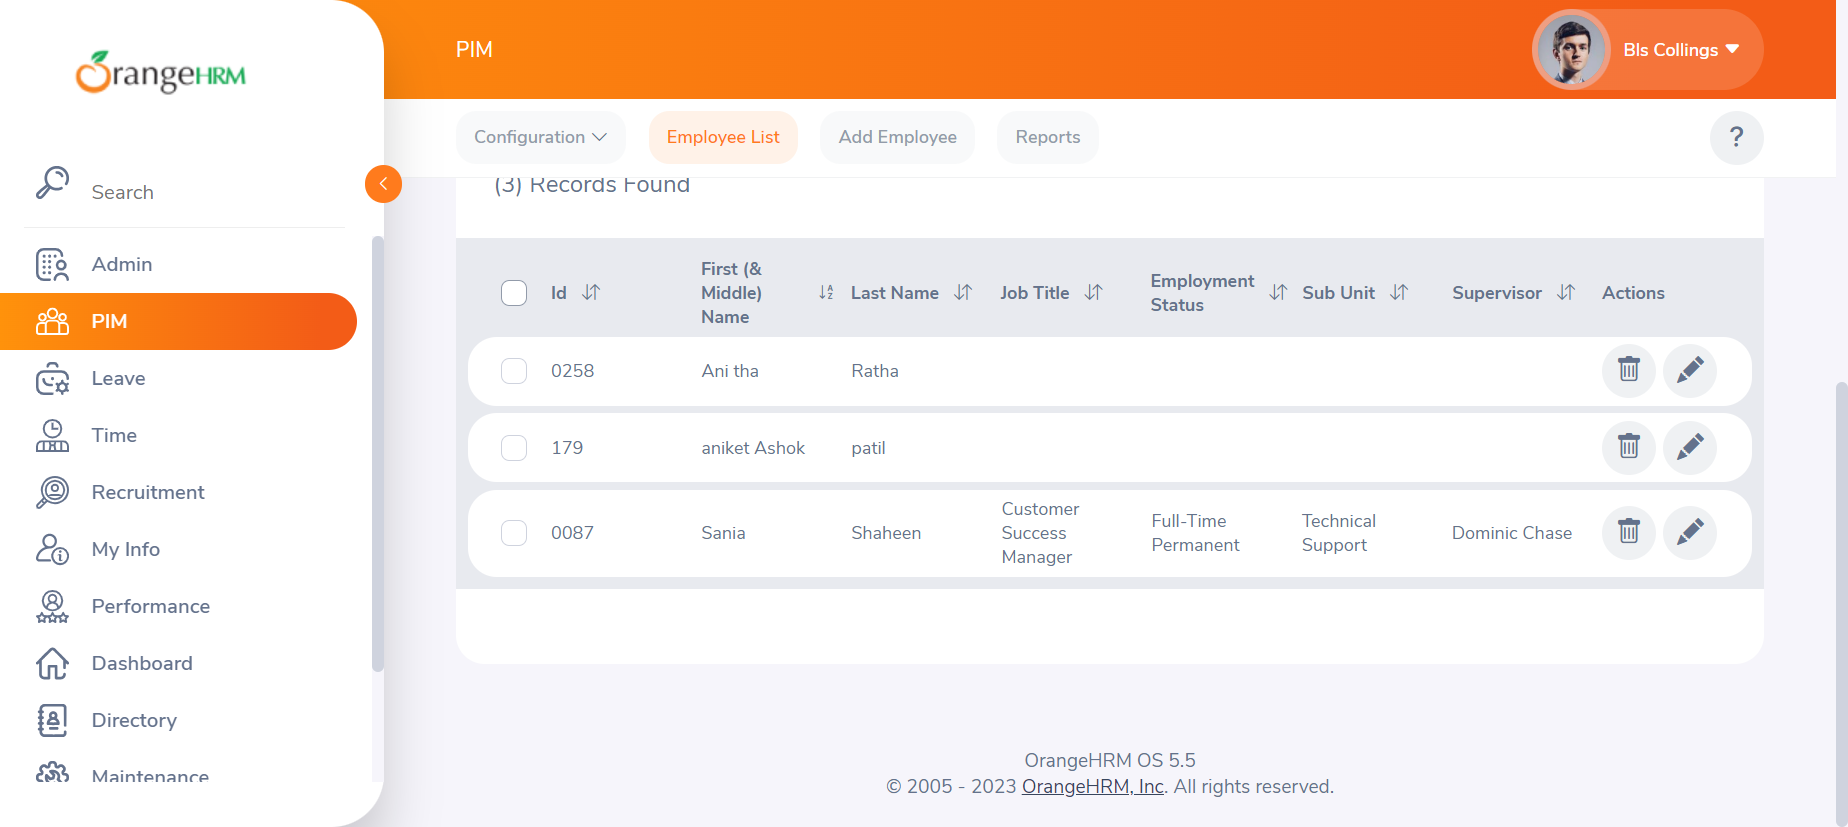 OrangeHRM
PIM
Bls Collings
Configuration
Employee List
Add Employee
Reports
?
Search
Admin
PIM
Leave
Time
Recruitment
My Info
Performance
Dashboard
Directory
Maintenance
(3) Records Found
Id
First (&
Middle)
Name
Last Name
Job Title
Employment
Status
Sub Unit
Supervisor
Actions
0258 Ani tha Ratha
179 aniket Ashok patil
0087 Sania Shaheen
Customer
Success
Manager
Full-Time
Permanent
Technical
Support
Dominic Chase
OrangeHRM OS 5.5
© 2005 - 2023 OrangeHRM, Inc. All rights reserved.